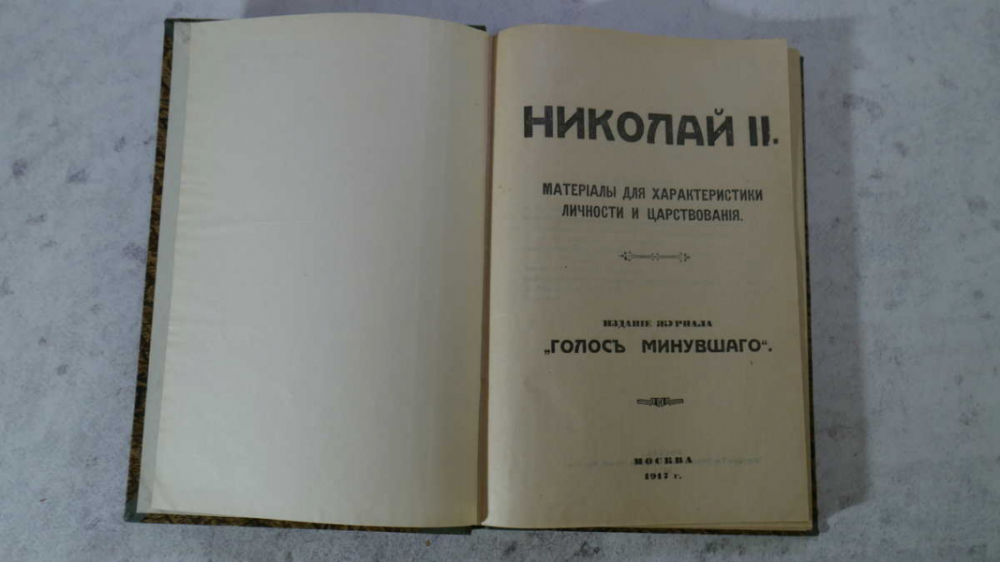 НИКОЛАЙ II.
МАТЕРІАЛЫ ДЛЯ ХАРАКТЕРИСТИКИ
ЛИЧНОСТИ И ЦАРСТВОВАНІЯ.
ИЗДАНІЕ ЖУРНАЛА
„ГОЛОСЪ МИНУВШАГО“.
МОСКВА
1917 г.